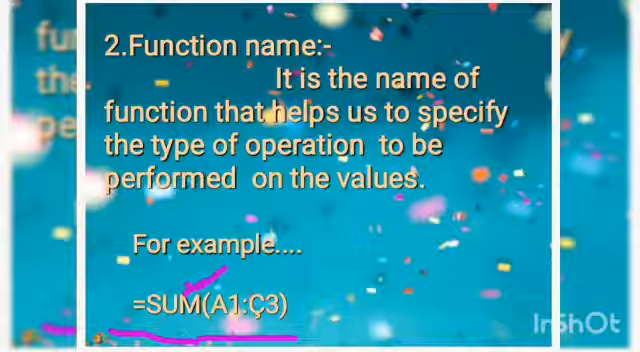 2.Function name:-
It is the name of
function that helps us to specify
the type of operation to be
performed on the values.
For example....
=SUM(A1:Ç3)
InShOt